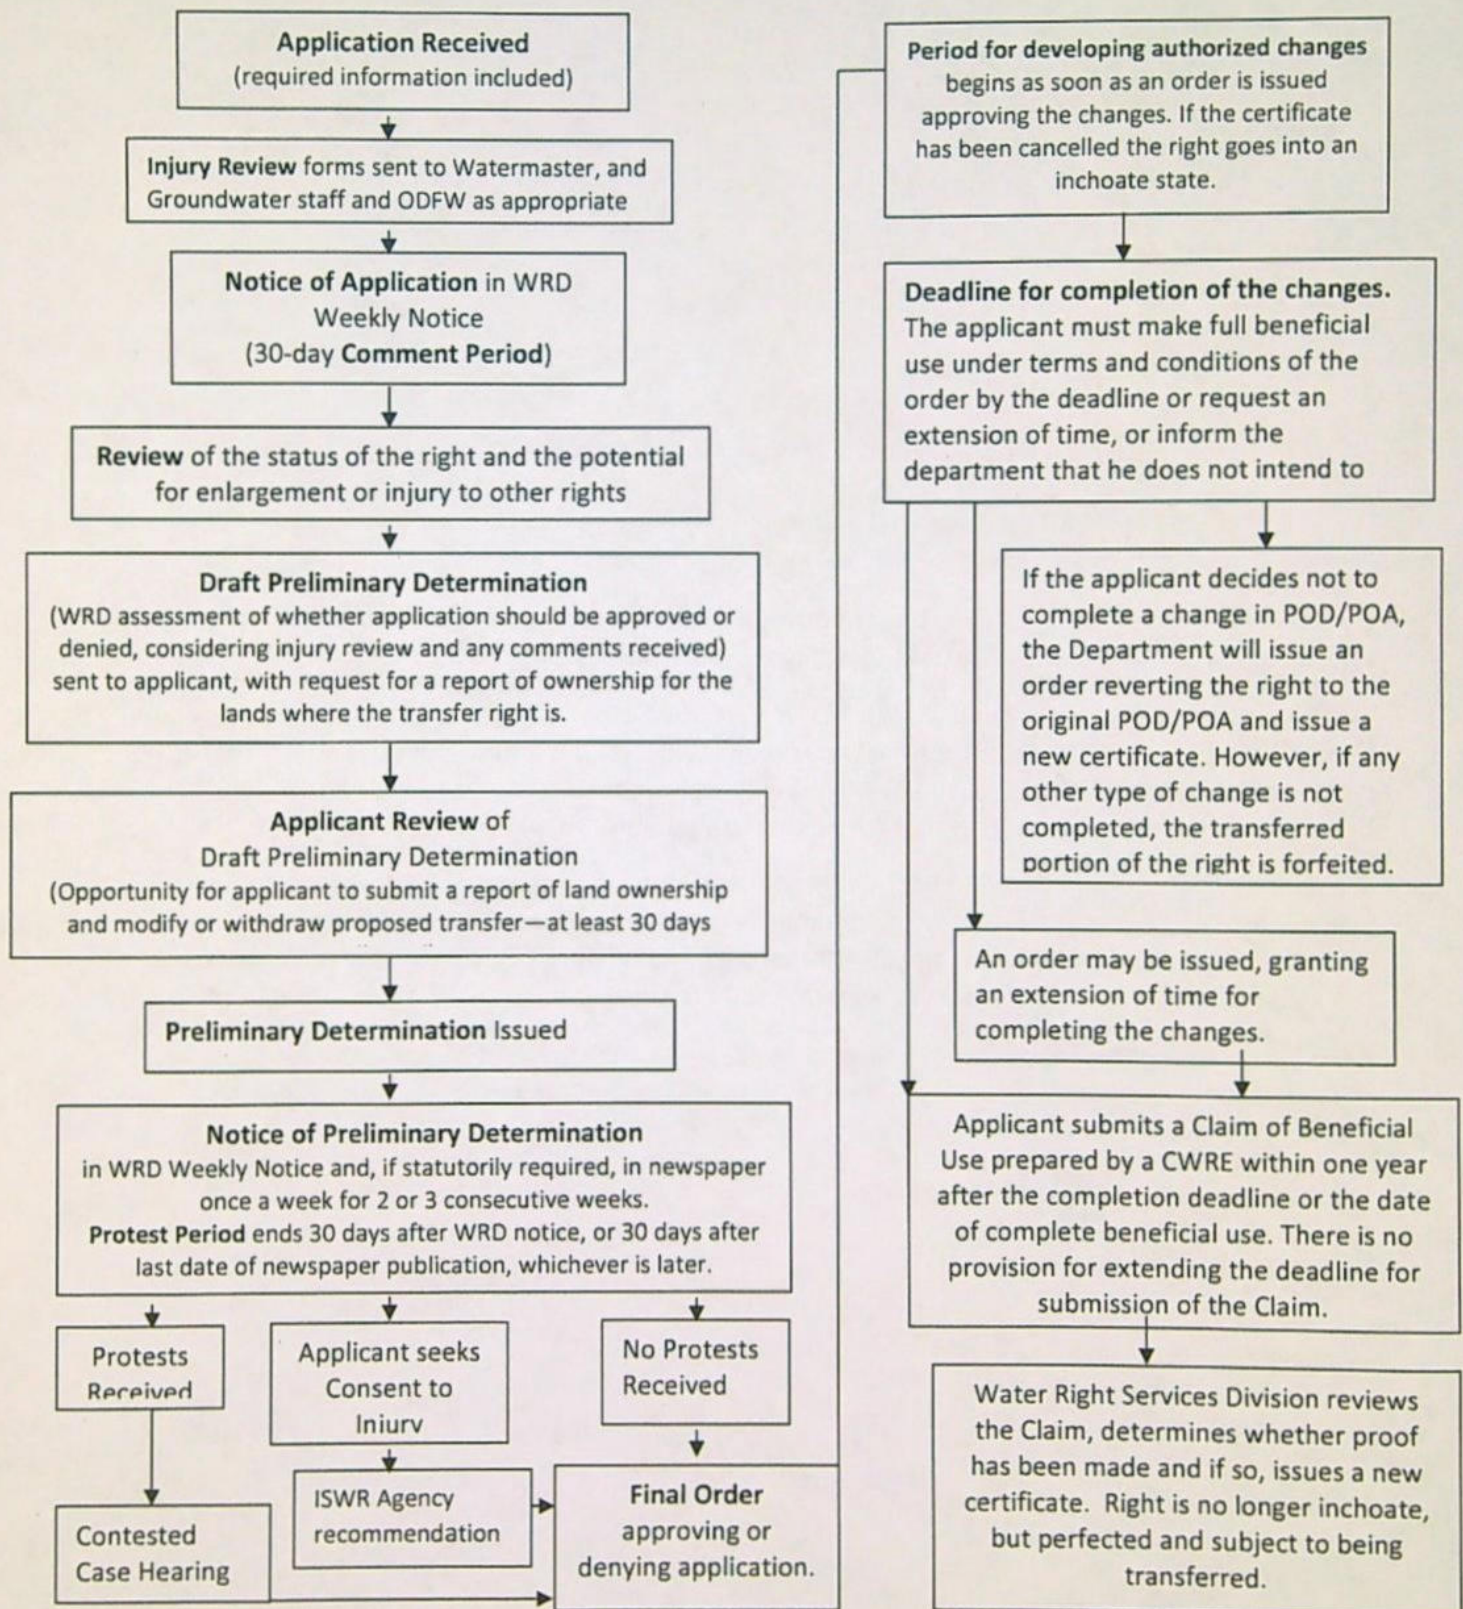 Application Received
(required information included)
Injury Review forms sent to Watermaster, and
Groundwater staff and ODFW as appropriate
Notice of Application in WRD
Weekly Notice
(30-day Comment Period)
Review of the status of the right and the potential
for enlargement or injury to other rights
Draft Preliminary Determination
(WRD assessment of whether application should be approved or
denied, considering injury review and any comments received)
sent to applicant, with request for a report of ownership for the
lands where the transfer right is.
Applicant Review of
Draft Preliminary Determination
(Opportunity for applicant to submit a report of land ownership
and modify or withdraw proposed transfer—at least 30 days
Preliminary Determination Issued
Notice of Preliminary Determination
in WRD Weekly Notice and, if statutorily required, in newspaper
once a week for 2 or 3 consecutive weeks.
Protest Period ends 30 days after WRD notice, or 30 days after
last date of newspaper publication, whichever is later.
Protests
Received
Applicant seeks
Consent to
Injury
No Protests
Received
Contested
Case Hearing
ISWR Agency
recommendation
Final Order
approving or
denying application.
Period for developing authorized changes
begins as soon as an order is issued
approving the changes. If the certificate
has been cancelled the right goes into an
inchoate state.
Deadline for completion of the changes.
The applicant must make full beneficial
use under terms and conditions of the
order by the deadline or request an
extension of time, or inform the
department that he does not intend to
If the applicant decides not to
complete a change in POD/POA,
the Department will issue an
order reverting the right to the
original POD/POA and issue a
new certificate. However, if any
other type of change is not
completed, the transferred
portion of the right is forfeited.
An order may be issued, granting
an extension of time for
completing the changes.
Applicant submits a Claim of Beneficial
Use prepared by a CWRE within one year
after the completion deadline or the date
of complete beneficial use. There is no
provision for extending the deadline for
submission of the Claim.
Water Right Services Division reviews
the Claim, determines whether proof
has been made and if so, issues a new
certificate. Right is no longer inchoate,
but perfected and subject to being
transferred.